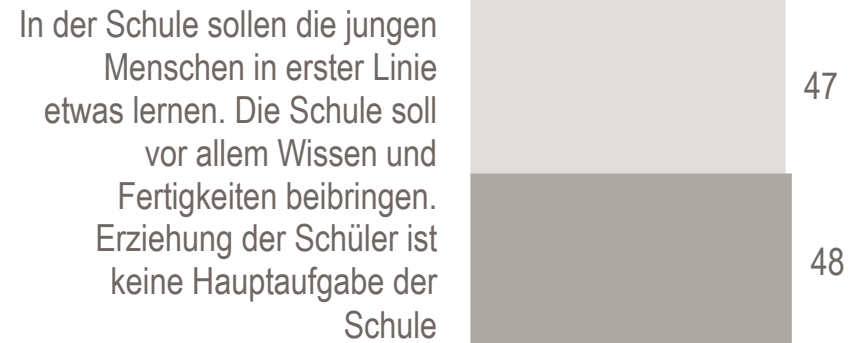 In der Schule sollen die jungen
Menschen in erster Linie
etwas lernen. Die Schule soll
vor allem Wissen und
Fertigkeiten beibringen.
Erziehung der Schüler ist
keine Hauptaufgabe der
Schule
47
48